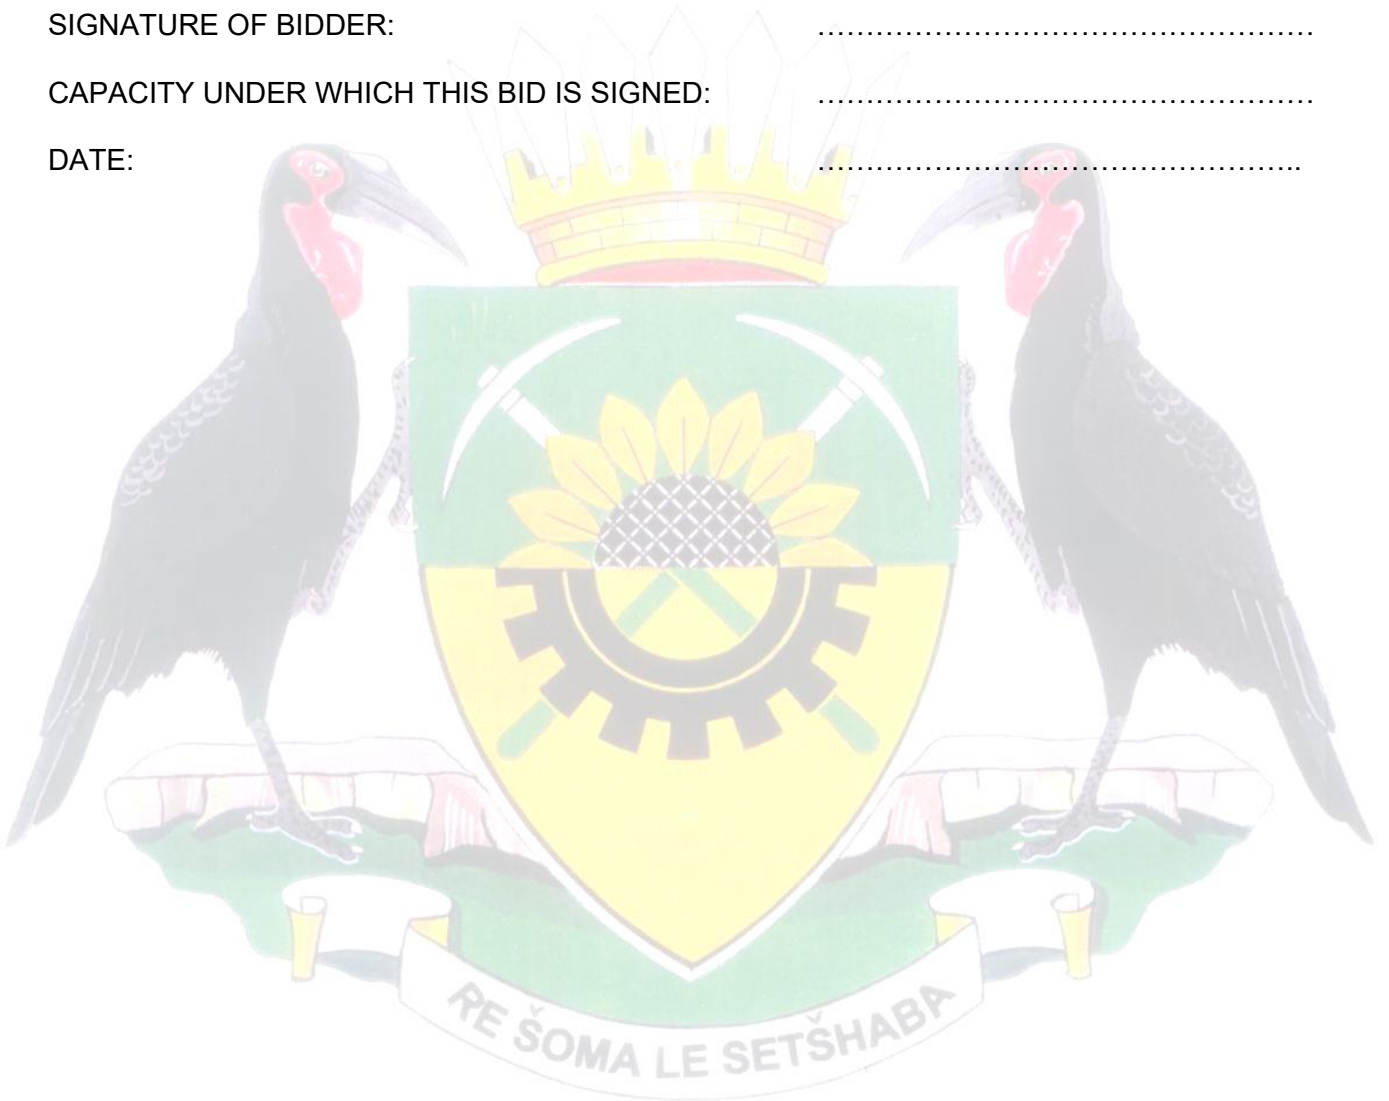 SIGNATURE OF BIDDER: ……………………………………………
CAPACITY UNDER WHICH THIS BID IS SIGNED: ……………………………………………
DATE: …………………………………………..
RE ŠOMA LE SETŠHABA